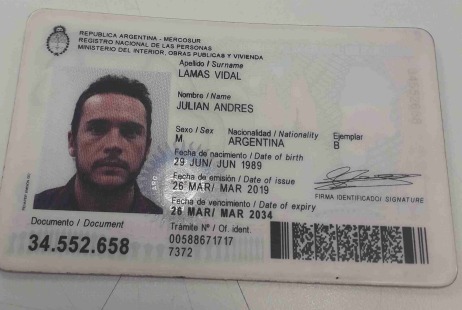 REPUBLICA ARGENTINA - MERCOSUR
REGISTRO NACIONAL DE LAS PERSONAS
MINISTERIO DEL INTERIOR, OBRAS PUBLICAS Y VIVIENDA
Apellido / Surname
LAMAS VIDAL
Nombre / Name
JULIAN ANDRES
Sexo / Sex Nacionalidad / Nationality Ejemplar
M ARGENTINA B
Fecha de nacimiento / Date of birth
29 JUN/ JUN 1989
Fecha de emisión / Date of issue
26 MAR/ MAR 2019
Fecha de vencimiento / Date of expiry
26 MAR/ MAR 2034
FIRMA IDENTIFICADO/ SIGNATURE
Documento / Document
34.552.658
Trámite N° / Of. ident.
00588671717
7372